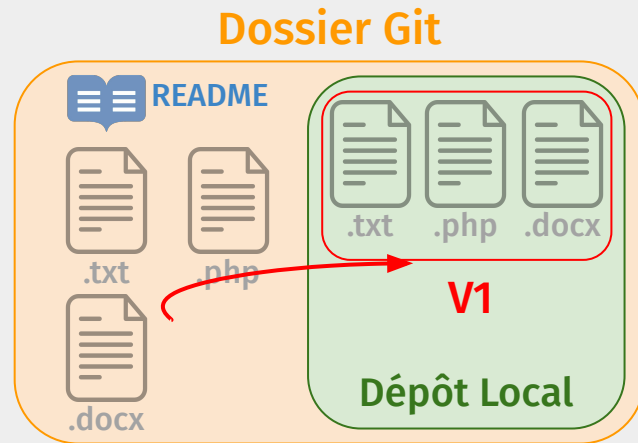 Dossier Git
README
.txt
.php
.docx
.txt .php .docx
V1
Dépôt Local